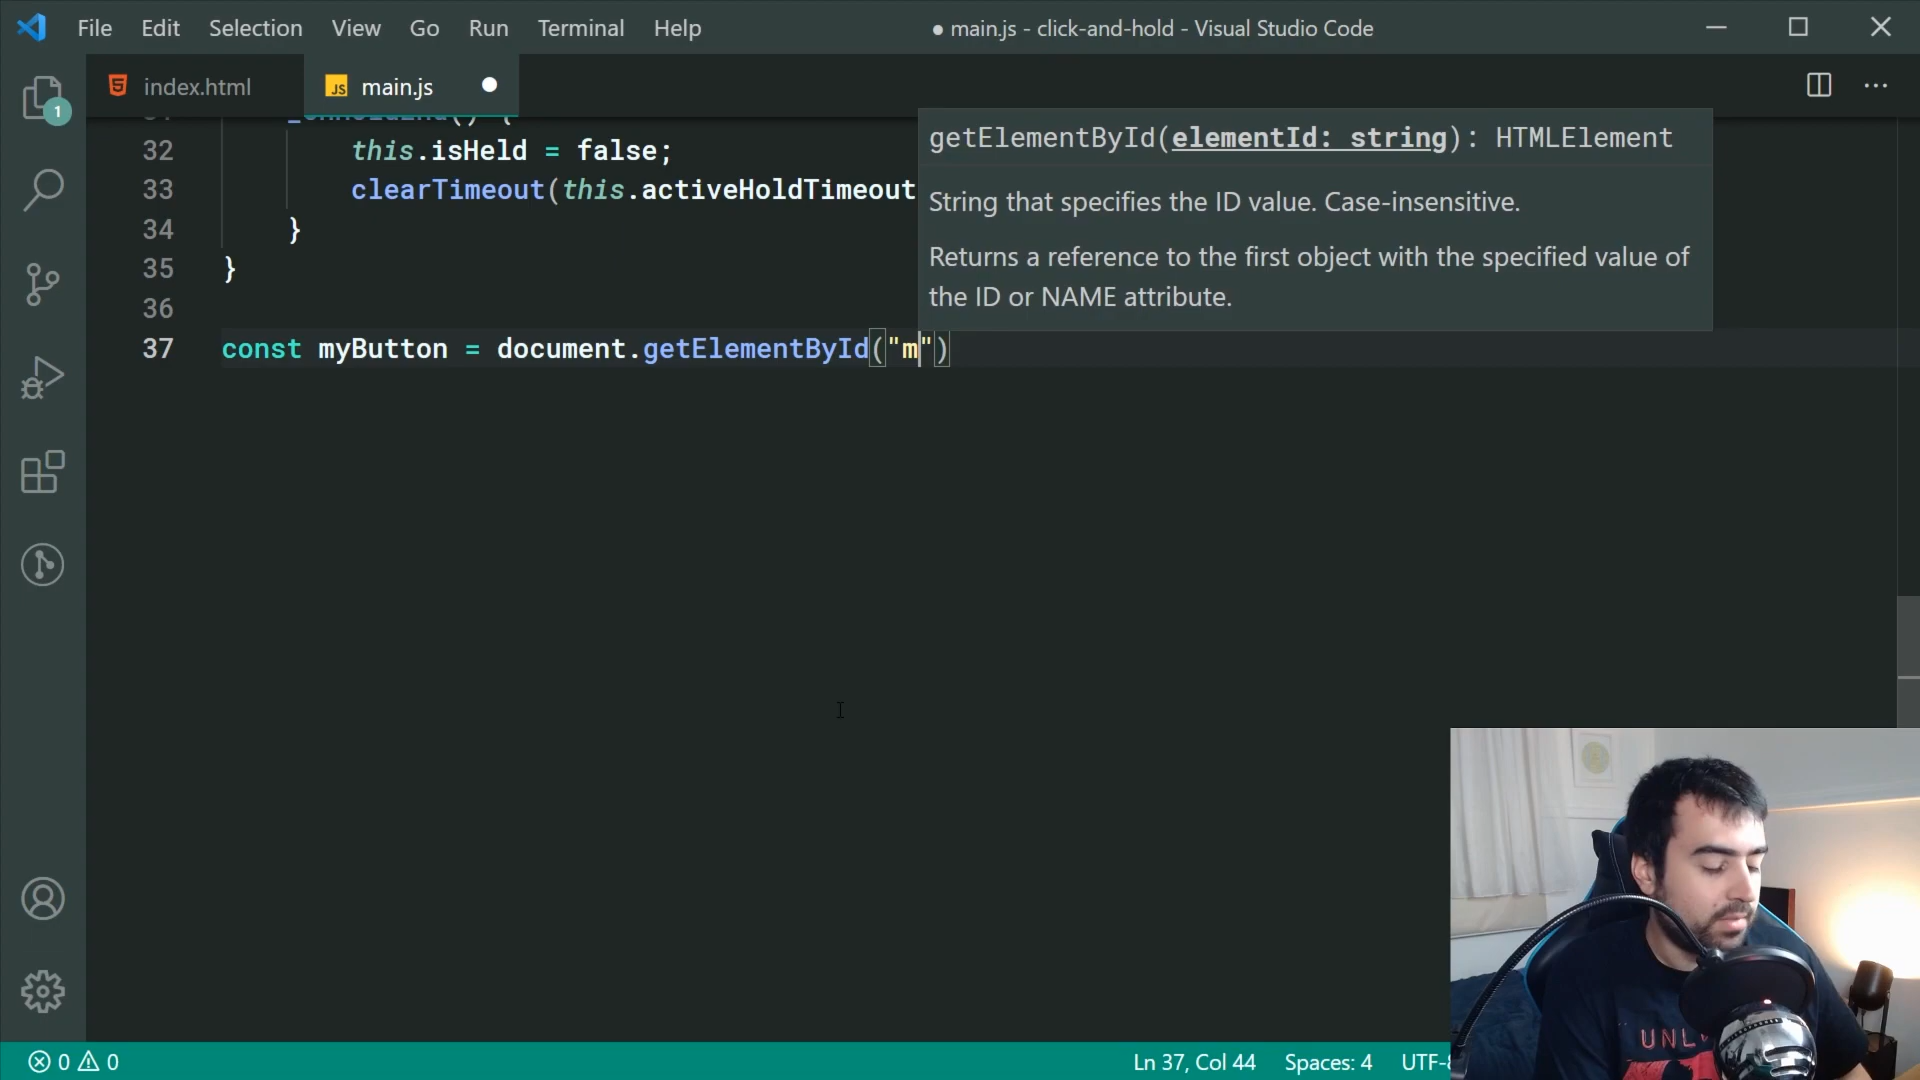 File Edit Selection View Go Run Terminal Help
● main.js - click-and-hold - Visual Studio Code
index.html
JS main.js
1
32 this.isHeld = false;
33 clearTimeout(this.activeHoldTimeout
34 }
35 }
36
37 const myButton = document.getElementById("m")
getElementById(elementId: string): HTMLElement
String that specifies the ID value. Case-insensitive.
Returns a reference to the first object with the specified value of
the ID or NAME attribute.
0 0
Ln 37, Col 44 Spaces: 4